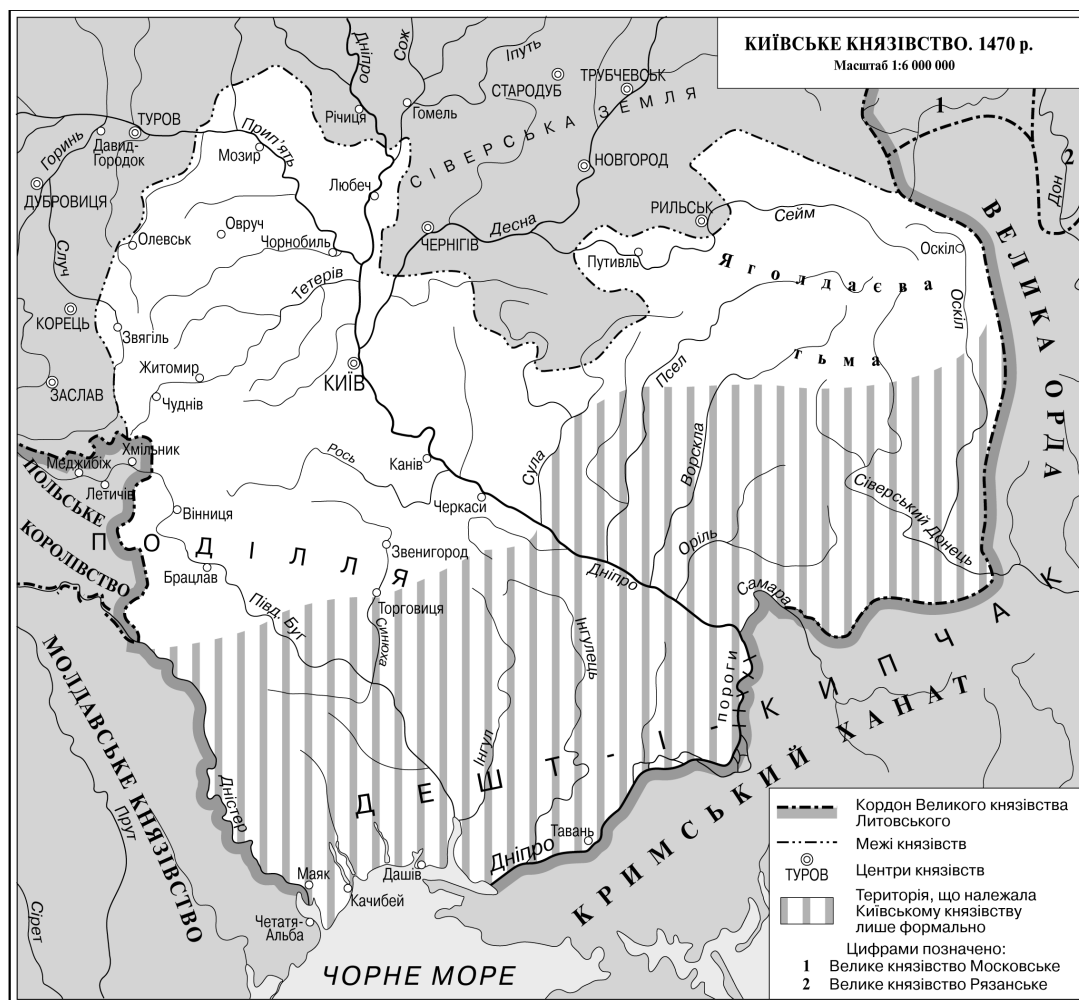 КИЇВСЬКЕ КНЯЗІВСТВО. 1470 р.
Масштаб 1:6 000 000
Дніпро
Сож
Іпуть
СТАРОДУБ
ТРУБЧЕВСЬК
СІВЕРСЬКА ЗЕМЛЯ
1
2
Дон
Річиця
Гомель
ТУРОВ
Давид-
Городок
Горинь
Прип'ять
Мозир
НОВГОРОД
ДУБРОВИЦЯ
Любеч
РИЛЬСЬК
Сейм
ВЕЛИКА ОРДА
Случ
Олевськ
Овруч
Чорнобиль
ЧЕРНІГІВ
Десна
Путивль
Оскіл
Яголдаєва
тьма
Оскіл
Тетерів
КОРЕЦЬ
Звягіль
Житомир
КИЇВ
Псел
ЗАСЛАВ
Чуднів
Хмільник
Меджибіж
Летичів
ПОЛЬСЬКЕ
КОРОЛІВСТВО
Рось
Канів
Сула
Ворскла
Черкаси
Сіверський Донець
Вінниця
ПОДІЛЛЯ
Звенигород
Оріль
Брацлав
Дніпро
Самара
Півд. Буг
Торговиця
Синюха
Інгулець
пороги
МОЛДАВСЬКЕ КНЯЗІВСТВО
ДЕШТ-І-КИПЧАК
КРИМСЬКИЙ ХАНАТ
Інгул
Дністер
Прут
Тавань
Дніпро
Маяк
Дашів
Качибей
Четатя-
Альба
Сірет
ЧОРНЕ МОРЕ
Кордон Великого князівства
Литовського
Межі князівств
ТУРОВ
Центри князівств
Територія, що належала
Київському князівству
лише формально
Цифрами позначено:
1 Велике князівство Московське
2 Велике князівство Рязанське